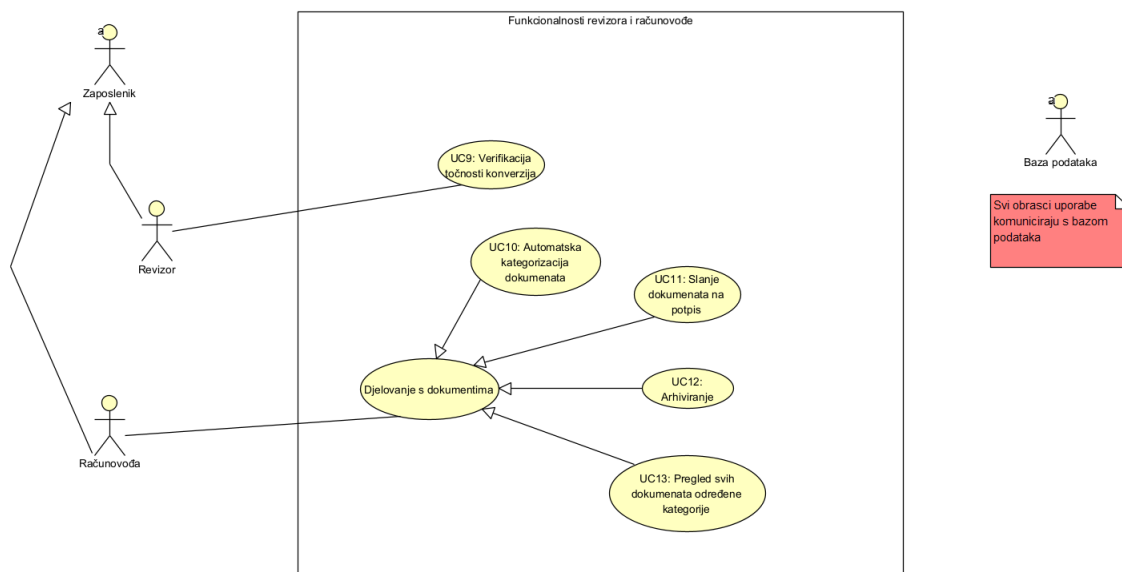 Funkcionalnosti revizora i računovođe
a
Zaposlenik
a
Baza podataka
UC9: Verifikacija
točnosti konverzija
Svi obrasci uporabe
komuniciraju s bazom
podataka
Revizor
UC10: Automatska
kategorizacija
dokumenata
UC11: Slanje
dokumenata na
potpis
Djelovanje s dokumentima
UC12:
Arhiviranje
Računovođa
UC13: Pregled svih
dokumenata određene
kategorije